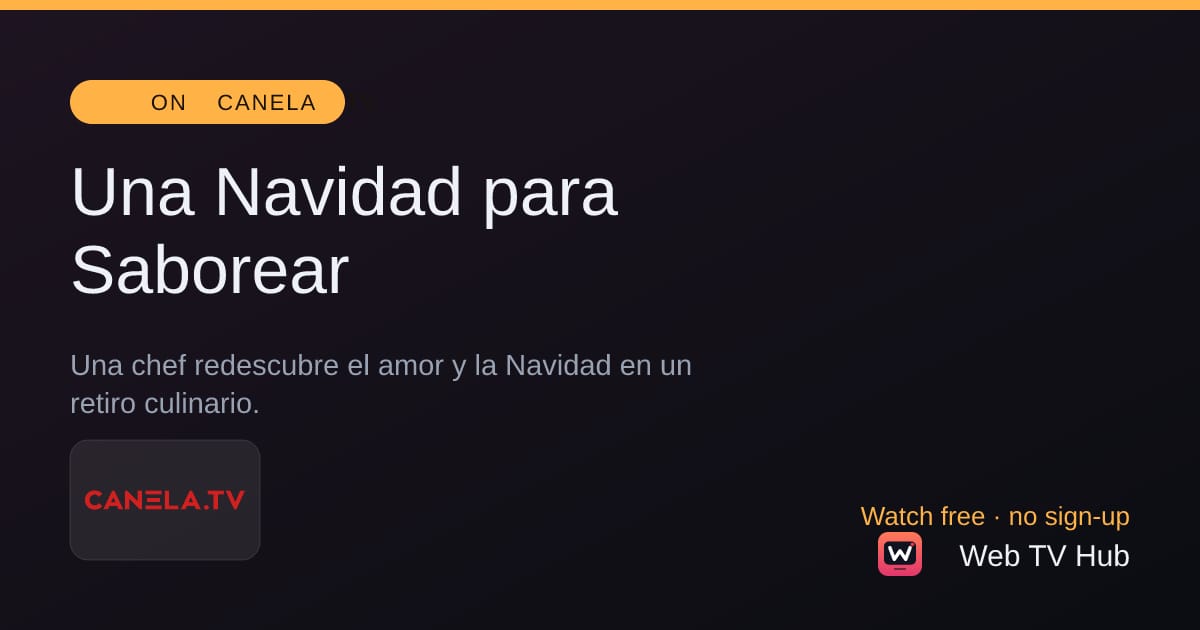 ON CANELA
Una Navidad para
Saborear
Una chef redescubre el amor y la Navidad en un
retiro culinario.
CANELA.TV
Watch free · no sign-up
W
Web TV Hub